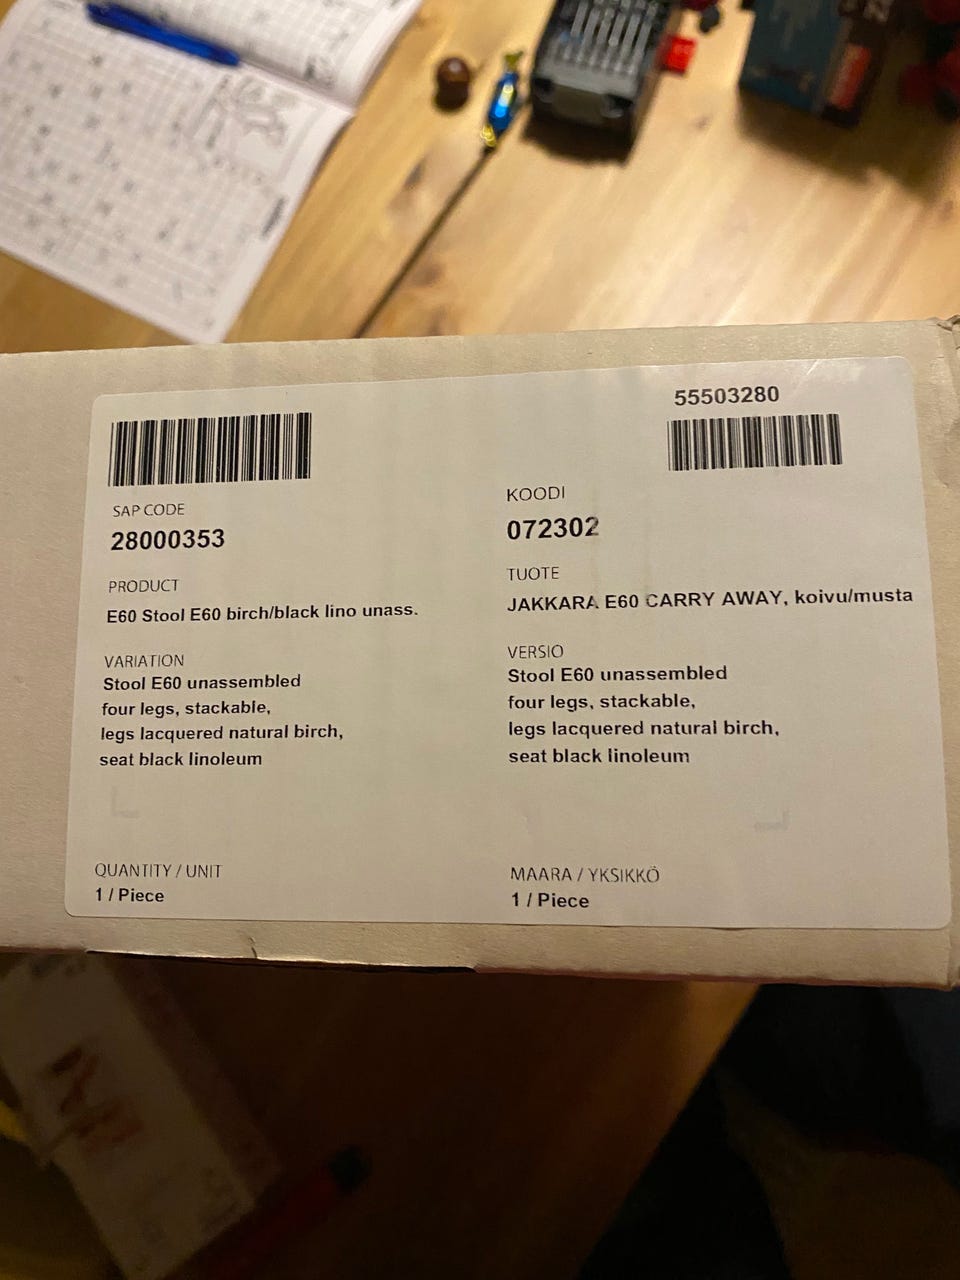 55503280
SAP CODE
28000353
PRODUCT
E60 Stool E60 birch/black lino unass.
VARIATION
Stool E60 unassembled
four legs, stackable,
legs lacquered natural birch,
seat black linoleum
QUANTITY / UNIT
1 / Piece
KOODI
072302
TUOTE
JAKKARA E60 CARRY AWAY, koivu/musta
VERSIO
Stool E60 unassembled
four legs, stackable,
legs lacquered natural birch,
seat black linoleum
MAARA / YKSIKKÖ
1 / Piece